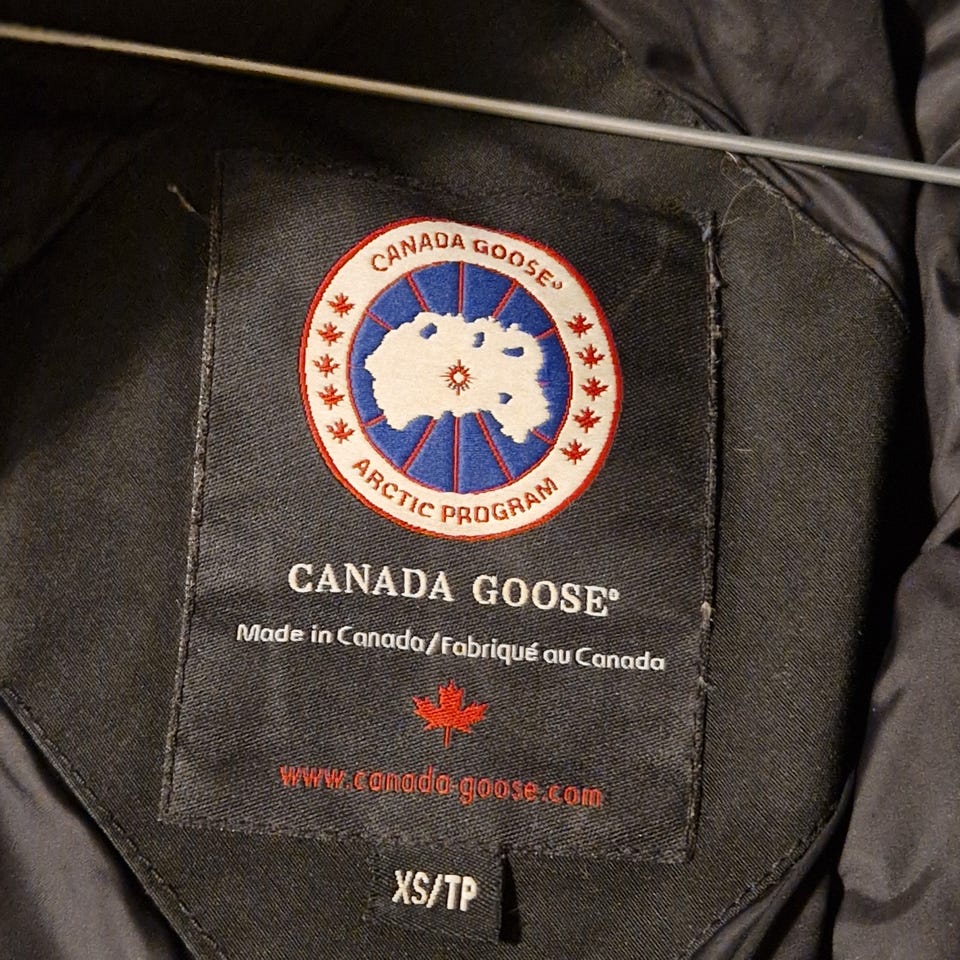 CANADA GOOSE®
ARCTIC PROGRAM
CANADA GOOSE®
Made in Canada/Fabriqué au Canada
www.canada-goose.com
XS/TP